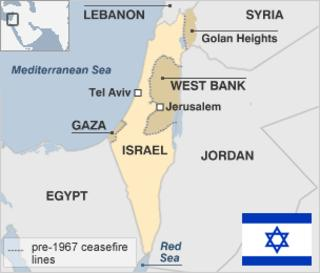 LEBANON
SYRIA
Golan Heights
Mediterranean Sea
WEST BANK
Tel Aviv
Jerusalem
GAZA
ISRAEL
JORDAN
EGYPT
pre-1967 ceasefire
lines
Red
Sea